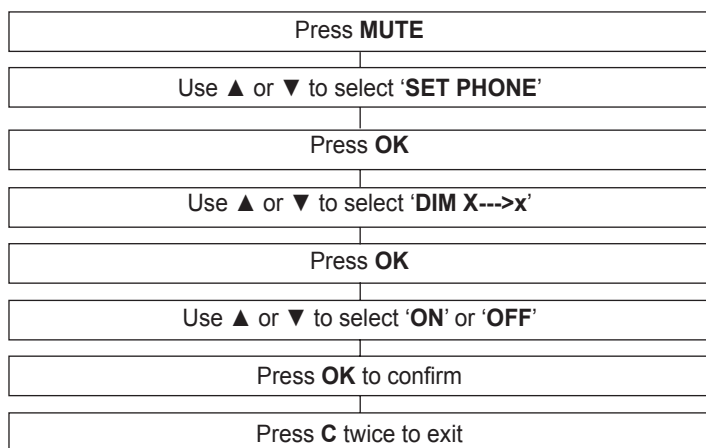 Press MUTE
Use ▲ or ▼ to select ‘SET PHONE’
Press OK
Use ▲ or ▼ to select ‘DIM X--->x’
Press OK
Use ▲ or ▼ to select ‘ON’ or ‘OFF’
Press OK to confirm
Press C twice to exit